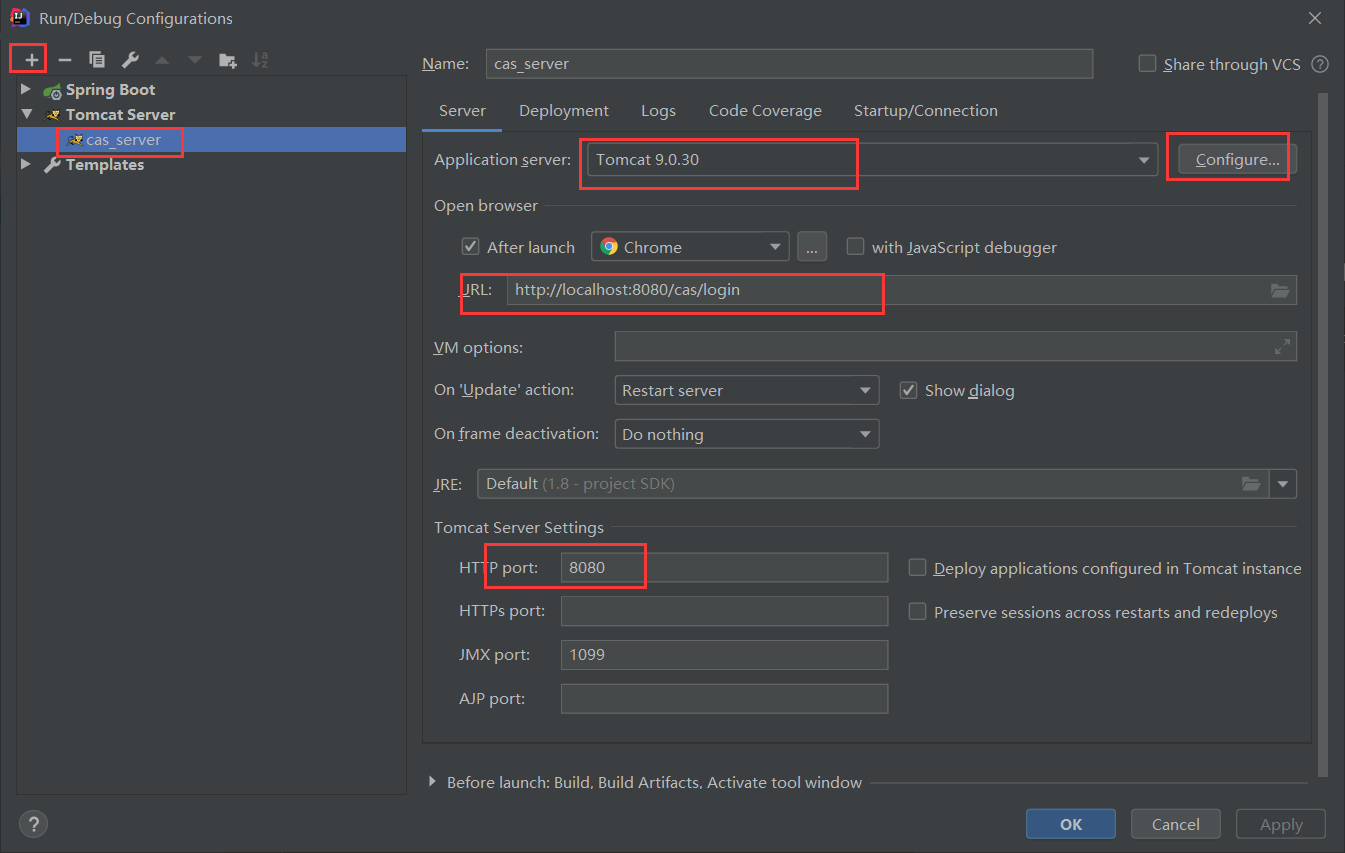 Run/Debug Configurations
Name: cas_server
Share through VCS ?
Spring Boot
Tomcat Server
cas_server
Templates
Server Deployment Logs Code Coverage Startup/Connection
Application server: Tomcat 9.0.30 Configure...
Open browser
After launch Chrome ... with JavaScript debugger
URL: http://localhost:8080/cas/login
VM options:
On 'Update' action: Restart server Show dialog
On frame deactivation: Do nothing
JRE: Default (1.8 - project SDK)
Tomcat Server Settings
HTTP port: 8080 Deploy applications configured in Tomcat instance
HTTPs port: Preserve sessions across restarts and redeploys
JMX port: 1099
AJP port:
Before launch: Build, Build Artifacts, Activate tool window
? OK Cancel Apply